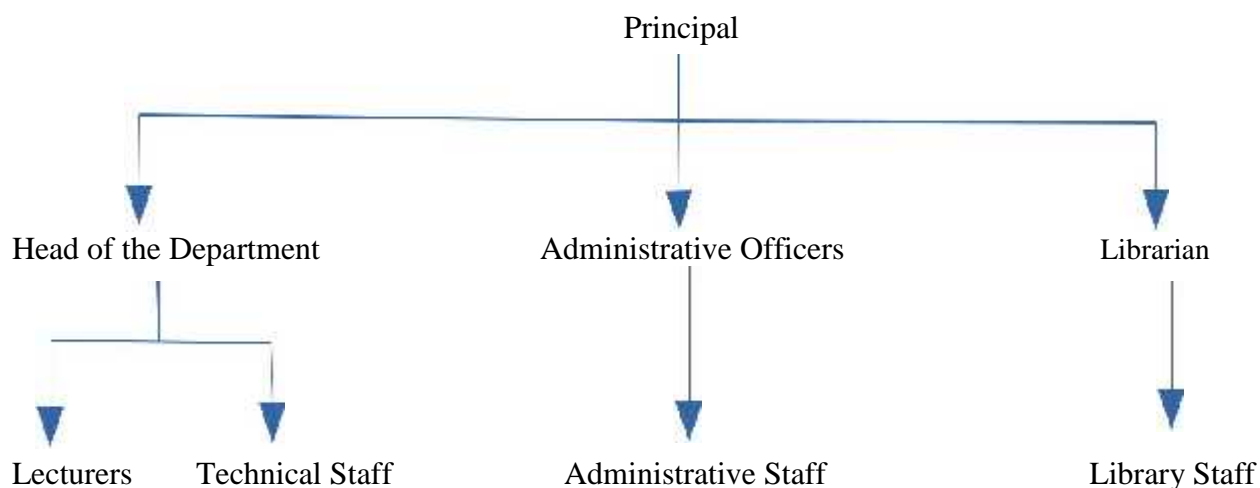 Principal
Head of the Department Administrative Officers Librarian
Lecturers Technical Staff Administrative Staff Library Staff